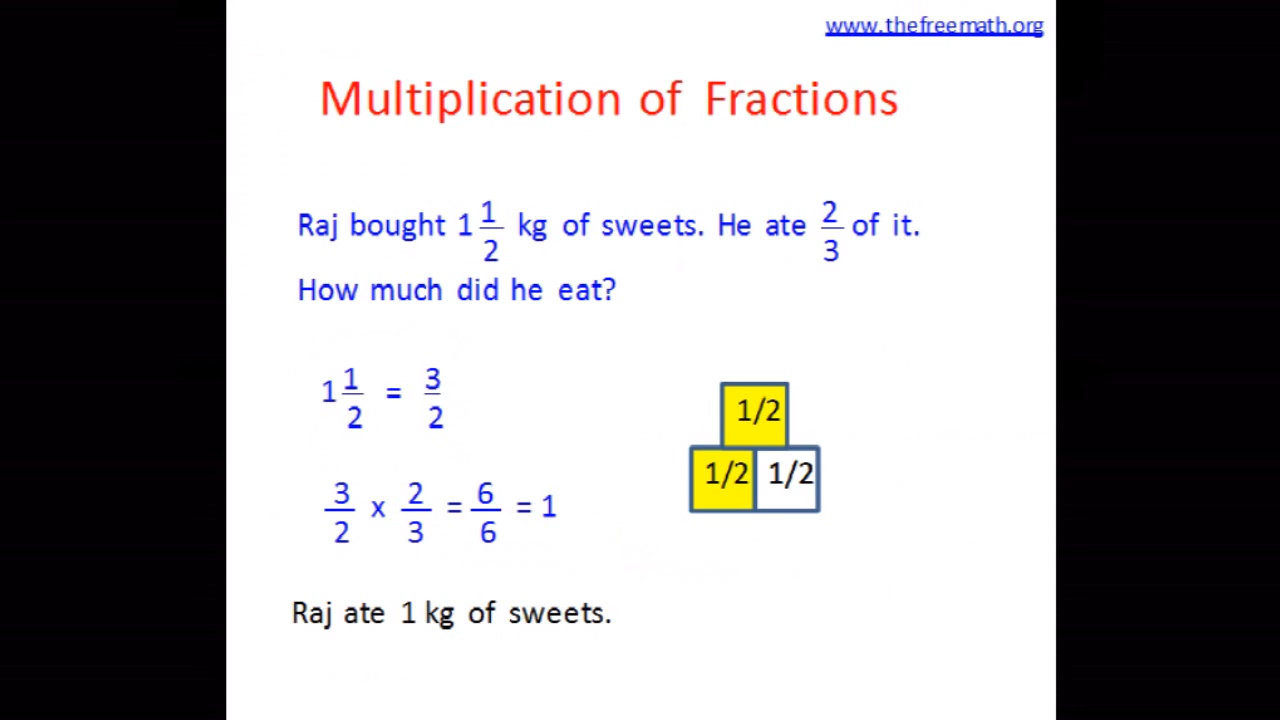 www.thefreemath.org
Multiplication of Fractions
Raj bought 1 1/2 kg of sweets. He ate 2/3 of it.
How much did he eat?
1 1/2 = 3/2
1/2
1/2 1/2
3/2 x 2/3 = 6/6 = 1
Raj ate 1 kg of sweets.